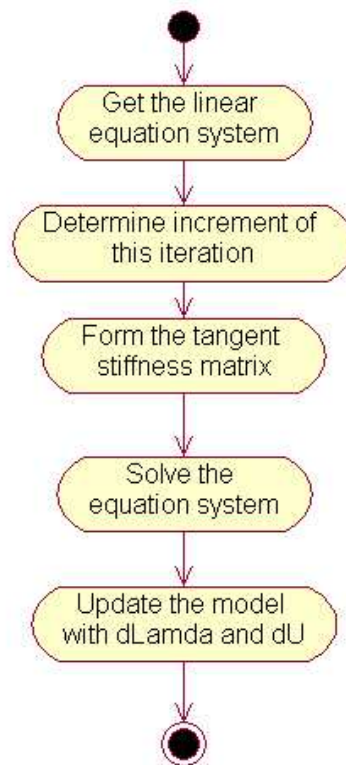 Get the linear
equation system
Determine increment of
this iteration
Form the tangent
stiffness matrix
Solve the
equation system
Update the model
with dLamda and dU